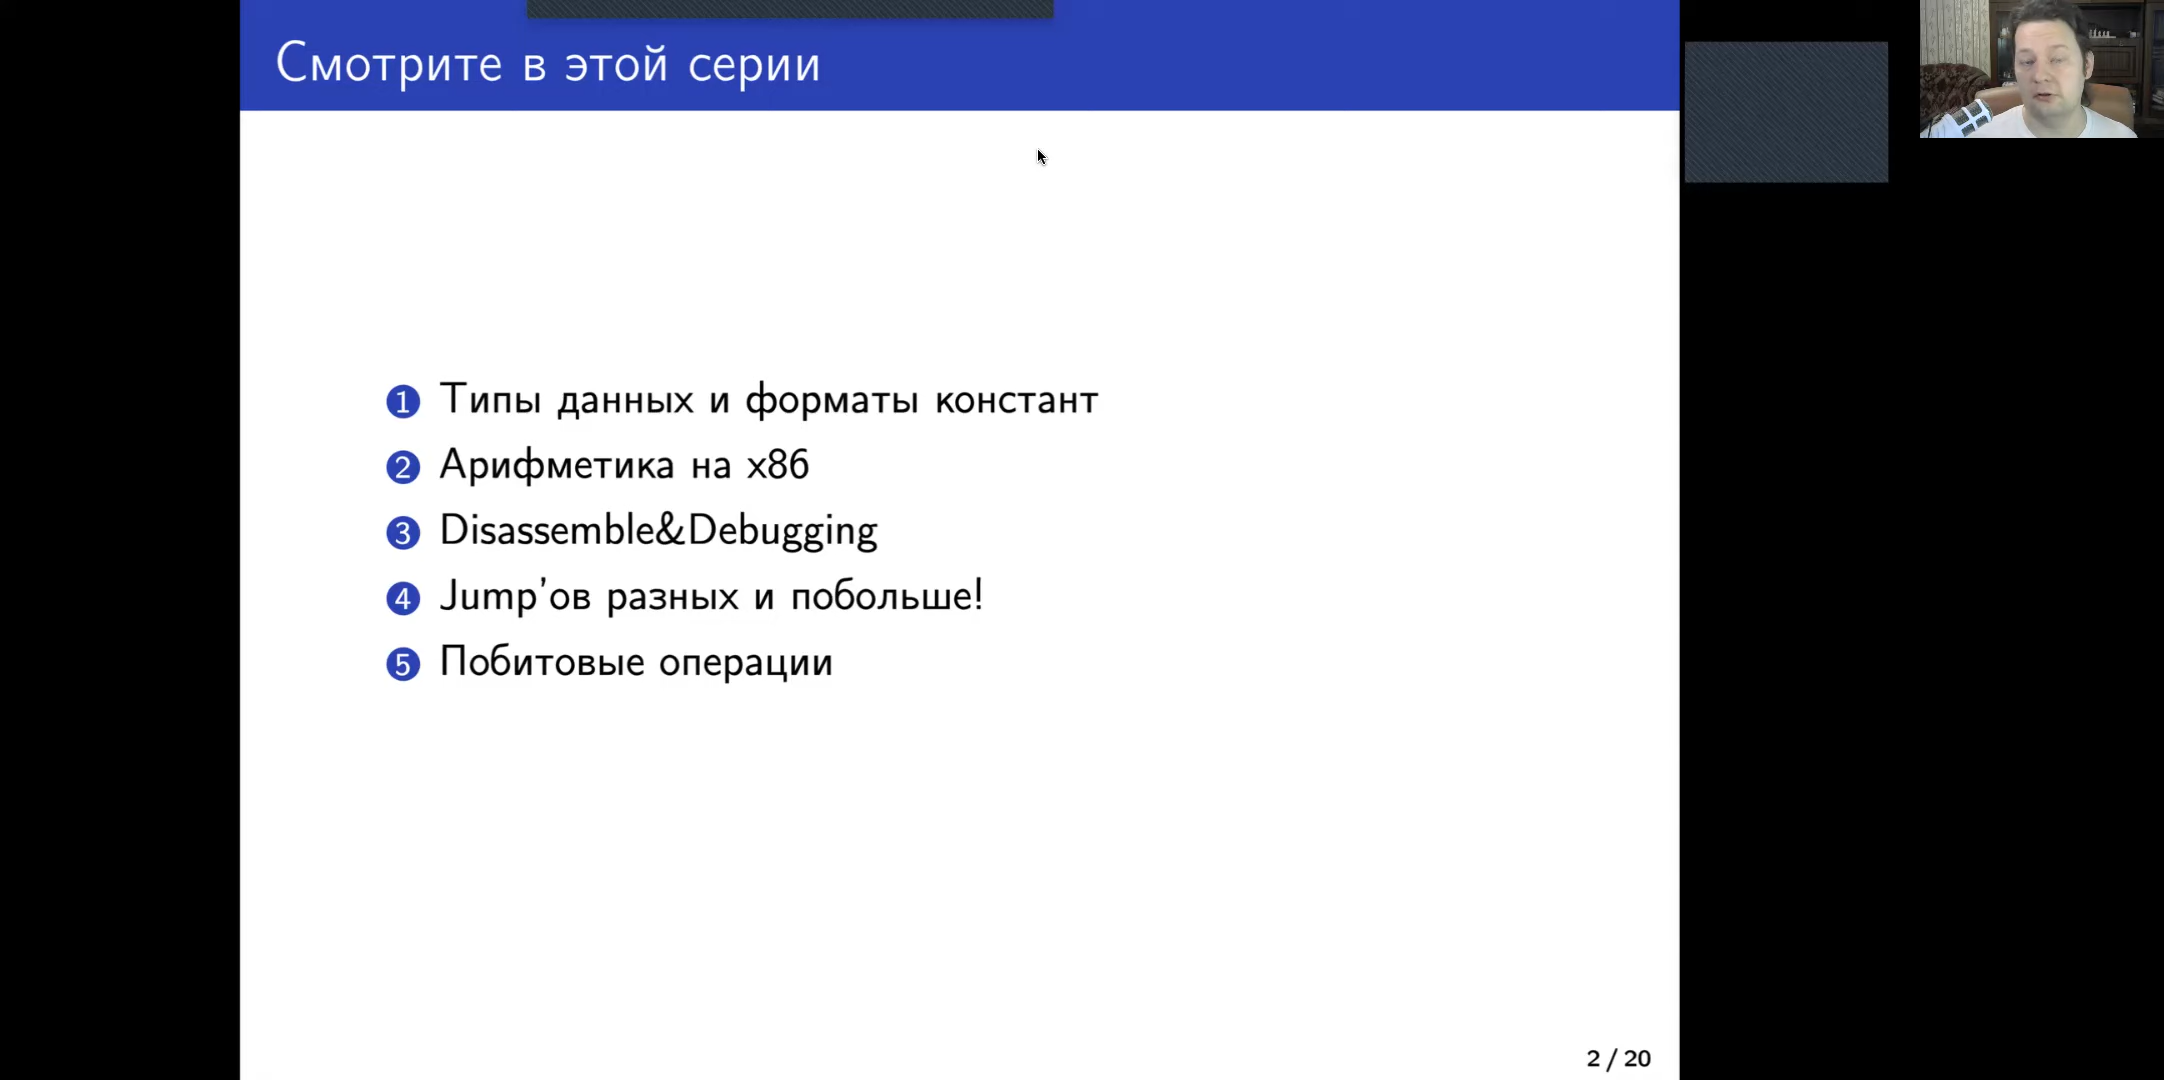 Смотрите в этой серии
1 Типы данных и форматы констант
2 Арифметика на x86
3 Disassemble&Debugging
4 Jump’ов разных и побольше!
5 Побитовые операции
2 / 20